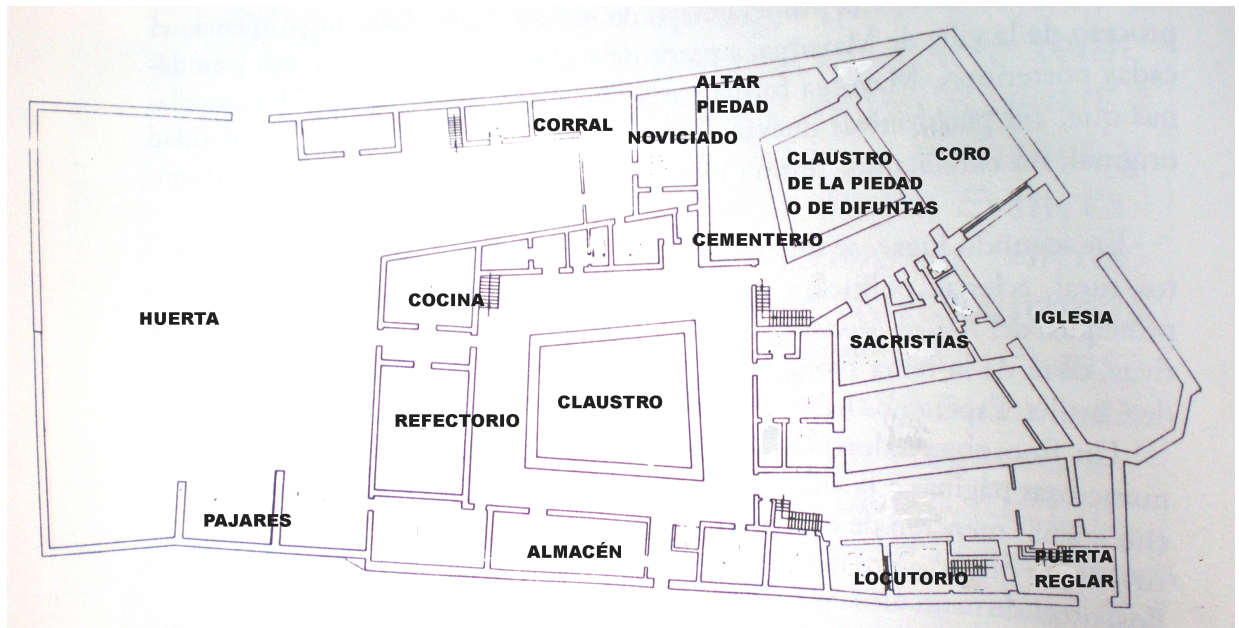 ALTAR
PIEDAD
CORRAL
NOVICIADO
CLAUSTRO
DE LA PIEDAD
O DE DIFUNTAS
CORO
CEMENTERIO
COCINA
HUERTA
IGLESIA
SACRISTÍAS
CLAUSTRO
REFECTORIO
PAJARES
ALMACÉN
LOCUTORIO
PUERTA
REGLAR